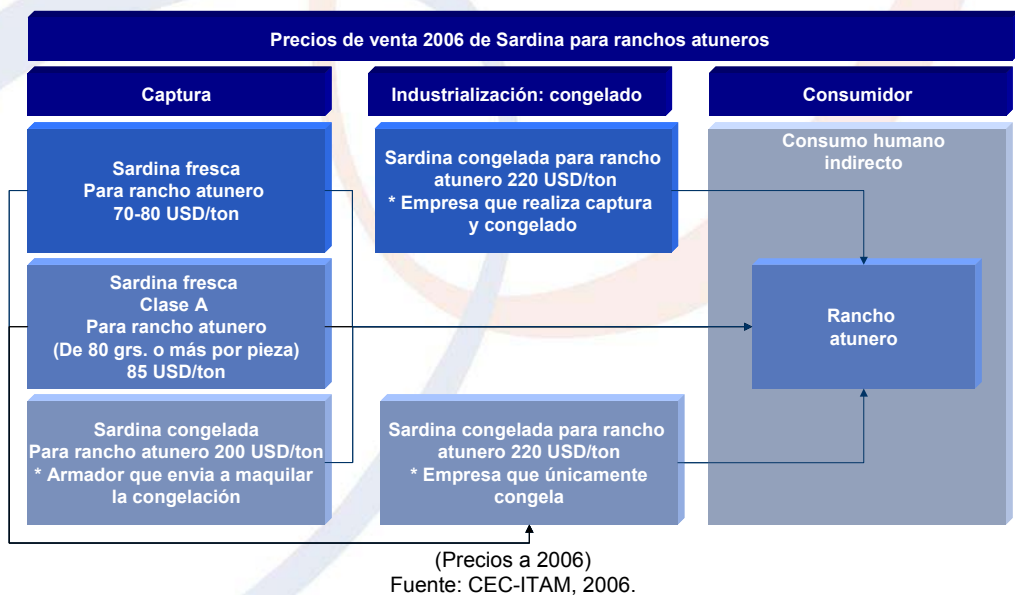 Precios de venta 2006 de Sardina para ranchos atuneros
Captura
Industrialización: congelado
Consumidor
Sardina fresca
Para rancho atunero
70-80 USD/ton
Sardina congelada para rancho
atunero 220 USD/ton
* Empresa que realiza captura
y congelado
Consumo humano
indirecto
Sardina fresca
Clase A
Para rancho atunero
(De 80 grs. o más por pieza)
85 USD/ton
Rancho
atunero
Sardina congelada
Para rancho atunero 200 USD/ton
* Armador que envia a maquilar
la congelación
Sardina congelada para rancho
atunero 220 USD/ton
* Empresa que únicamente
congela
(Precios a 2006)
Fuente: CEC-ITAM, 2006.